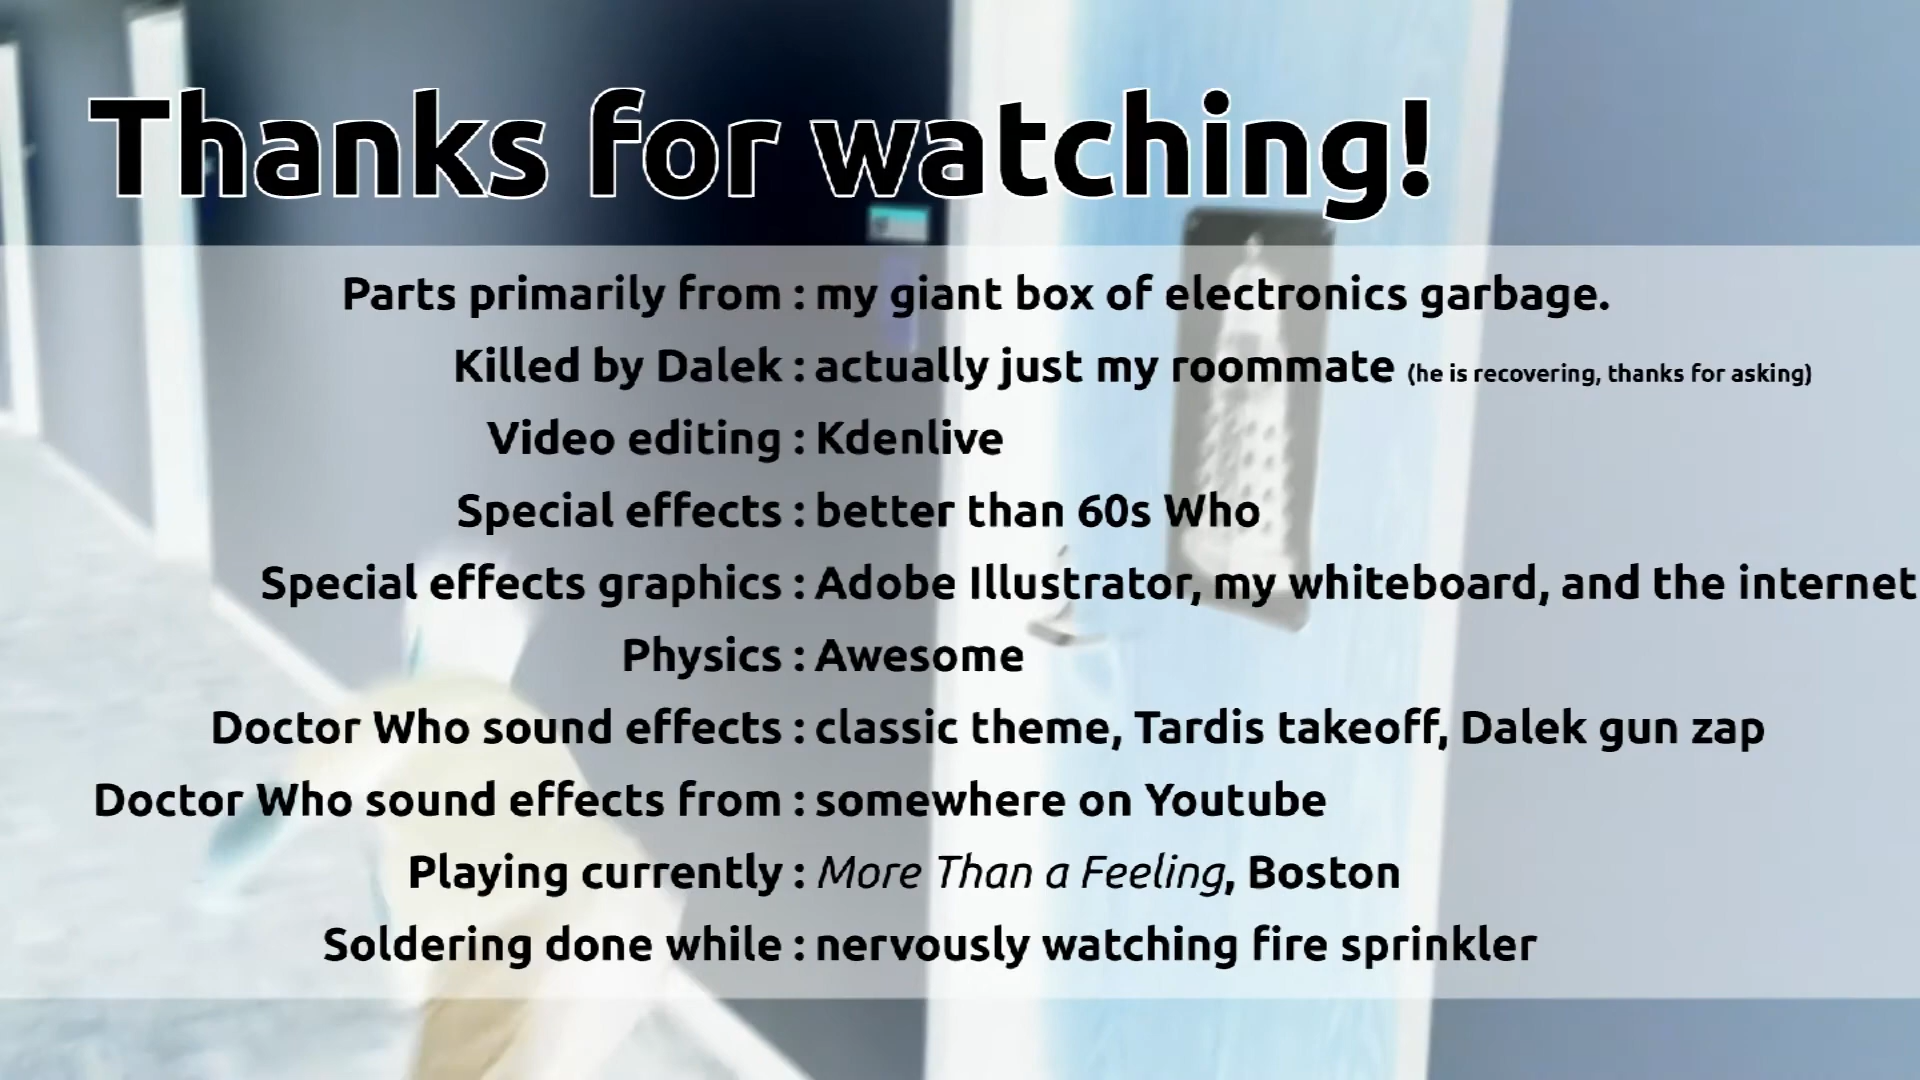 Thanks for watching!
Parts primarily from : my giant box of electronics garbage.
Killed by Dalek : actually just my roommate (he is recovering, thanks for asking)
Video editing : Kdenlive
Special effects : better than 60s Who
Special effects graphics : Adobe Illustrator, my whiteboard, and the internet
Physics : Awesome
Doctor Who sound effects : classic theme, Tardis takeoff, Dalek gun zap
Doctor Who sound effects from : somewhere on Youtube
Playing currently : More Than a Feeling, Boston
Soldering done while : nervously watching fire sprinkler